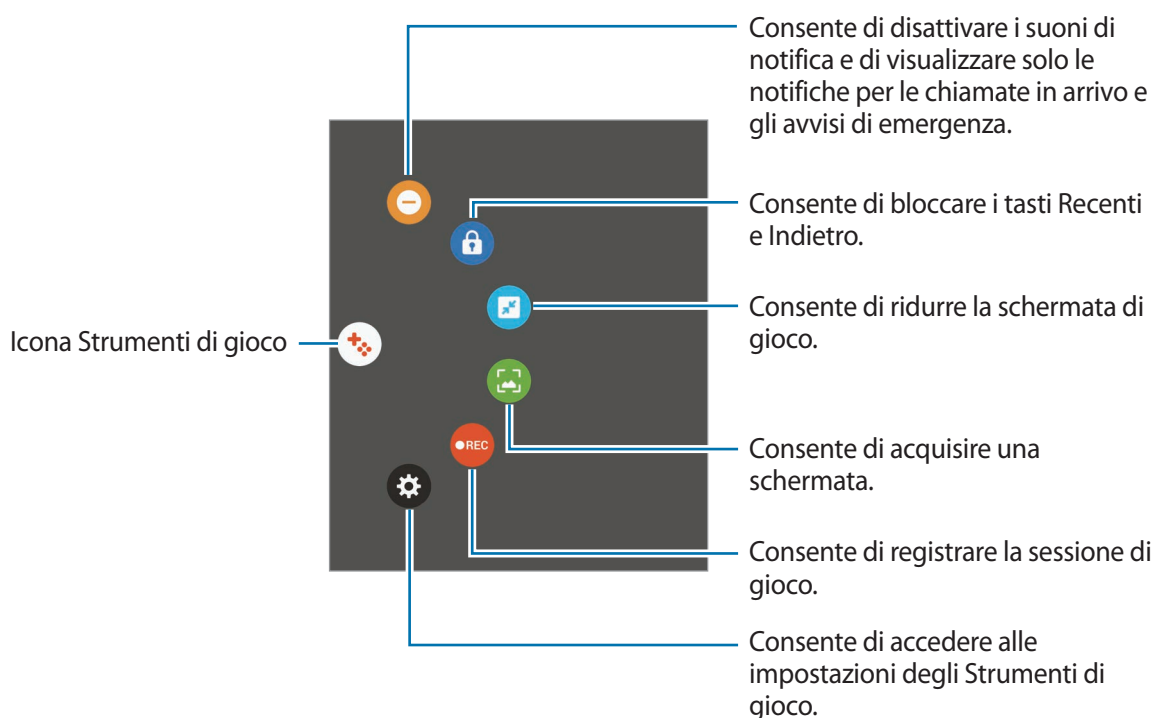 Consente di disattivare i suoni di
notifica e di visualizzare solo le
notifiche per le chiamate in arrivo e
gli avvisi di emergenza.
Consente di bloccare i tasti Recenti
e Indietro.
Consente di ridurre la schermata di
gioco.
Icona Strumenti di gioco
Consente di acquisire una
schermata.
REC
Consente di registrare la sessione di
gioco.
Consente di accedere alle
impostazioni degli Strumenti di
gioco.